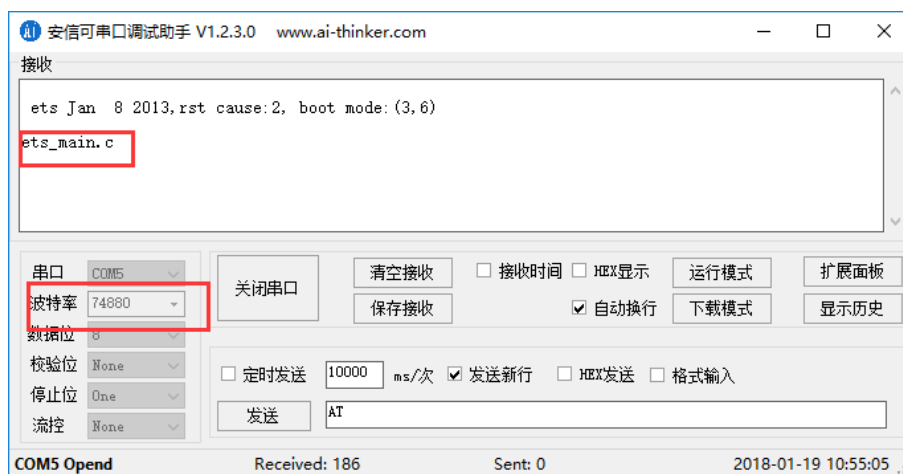 安信可串口调试助手 V1.2.3.0 www.ai-thinker.com
接收
ets Jan 8 2013,rst cause:2, boot mode:(3,6)
ets_main.c
串口 COM5
波特率 74880
数据位 8
校验位 None
停止位 One
流控 None
关闭串口
清空接收
接收时间
HEX显示
运行模式
扩展面板
保存接收
自动换行
下载模式
显示历史
定时发送 10000 ms/次 发送新行 HEX发送 格式输入
发送 AT
COM5 Opend Received: 186 Sent: 0 2018-01-19 10:55:05